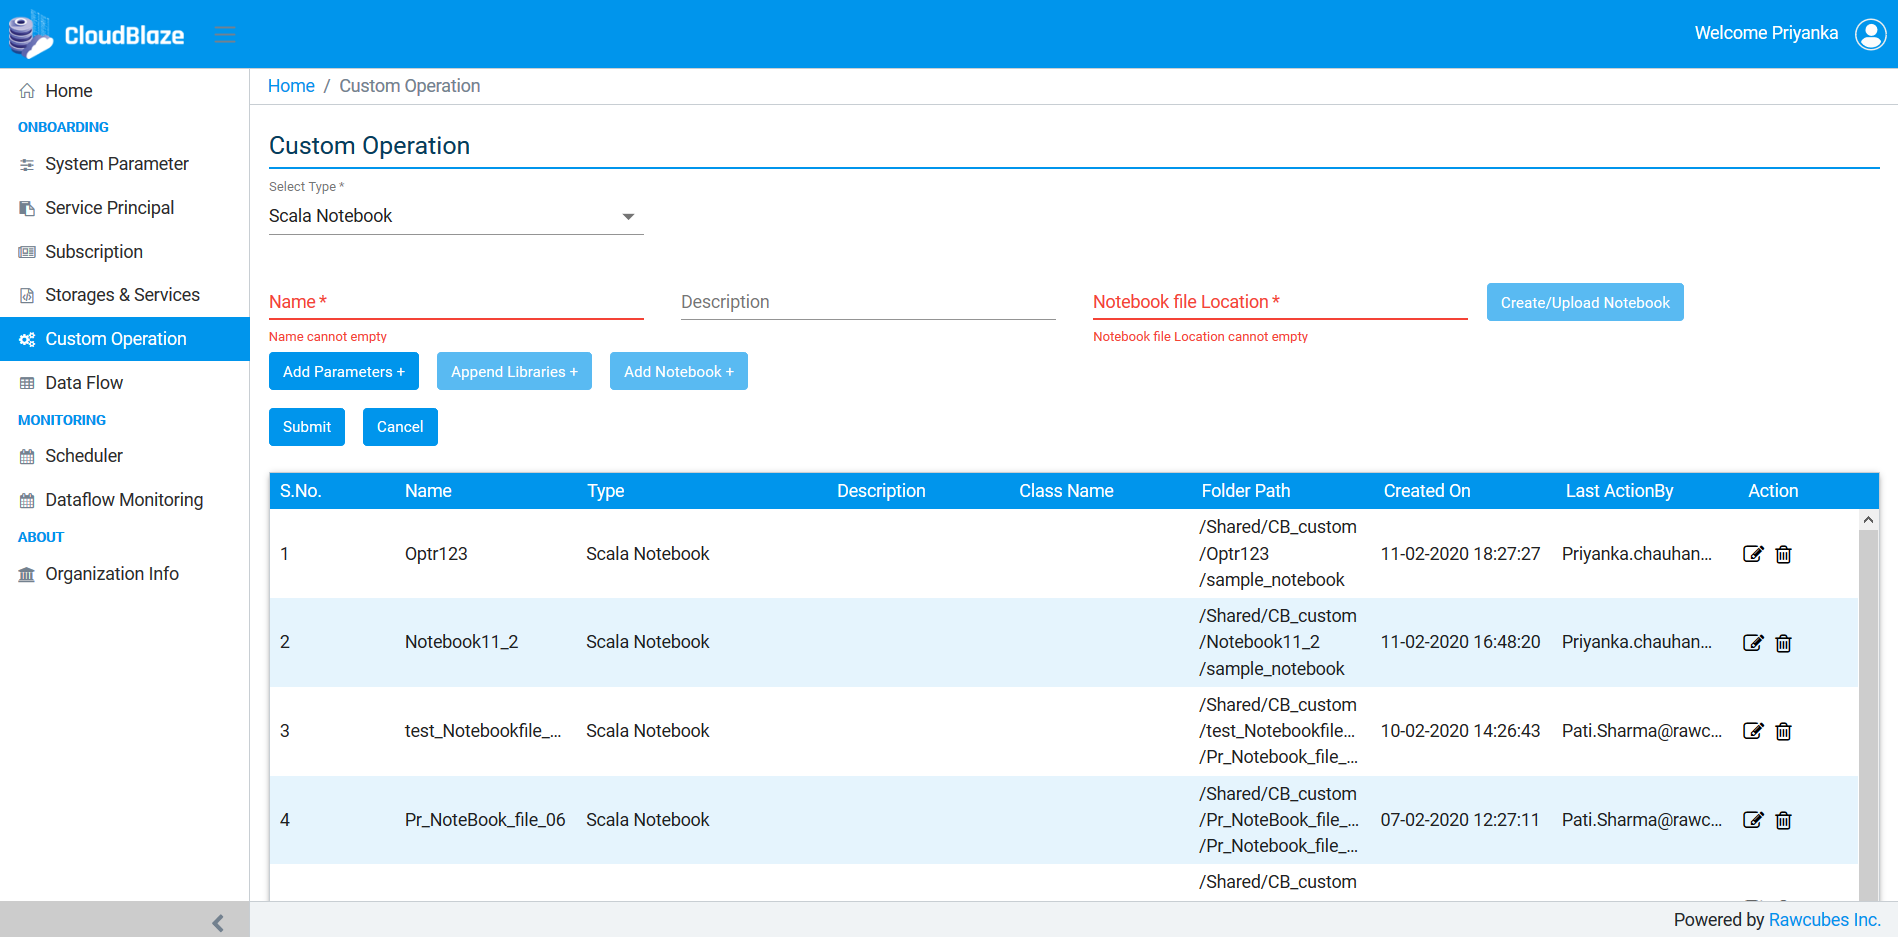 CloudBlaze
Welcome Priyanka
Home
ONBOARDING
System Parameter
Service Principal
Subscription
Storages & Services
Custom Operation
Data Flow
MONITORING
Scheduler
Dataflow Monitoring
ABOUT
Organization Info
Home / Custom Operation
Custom Operation
Select Type *
Scala Notebook
Name * Description Notebook file Location * Create/Upload Notebook
Name cannot empty Notebook file Location cannot empty
Add Parameters + Append Libraries + Add Notebook +
Submit Cancel
S.No. Name Type Description Class Name Folder Path Created On Last ActionBy Action
/Shared/CB_custom
1 Optr123 Scala Notebook /Optr123 11-02-2020 18:27:27 Priyanka.chauhan...
/sample_notebook
/Shared/CB_custom
2 Notebook11_2 Scala Notebook /Notebook11_2 11-02-2020 16:48:20 Priyanka.chauhan...
/sample_notebook
/Shared/CB_custom
3 test_Notebookfile_... Scala Notebook /test_Notebookfile... 10-02-2020 14:26:43 Pati.Sharma@rawc...
/Pr_Notebook_file_...
/Shared/CB_custom
4 Pr_NoteBook_file_06 Scala Notebook /Pr_NoteBook_file_... 07-02-2020 12:27:11 Pati.Sharma@rawc...
/Pr_Notebook_file_...
/Shared/CB_custom
Powered by Rawcubes Inc.